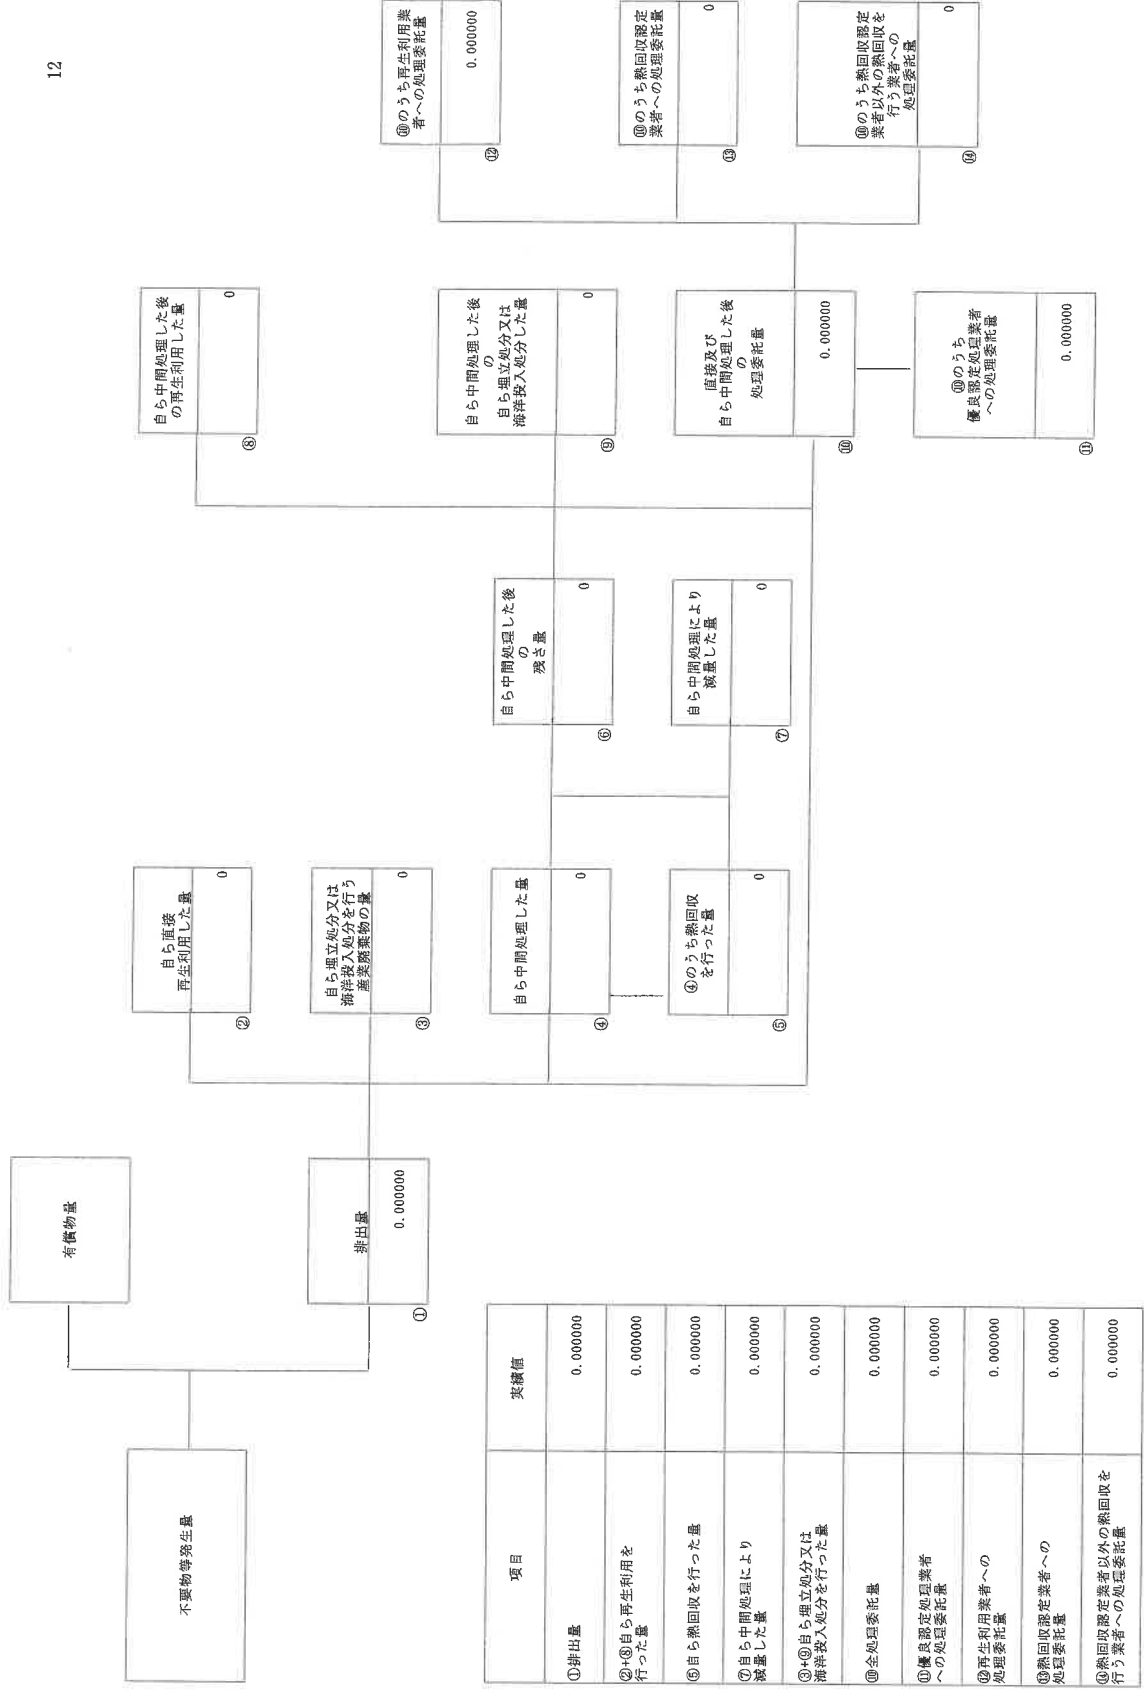 12
不要物等発生量
有償物量
①
排出量
0.000000
②
自ら直接
再生利用した量
0
③
自ら埋立処分又は
海洋投入処分を行う
産業廃棄物の量
0
④
自ら中間処理した量
0
⑤
④のうち熱回収
を行った量
0
⑥
自ら中間処理した後
の
残さ量
0
⑦
自ら中間処理により
減量した量
0
⑧
自ら中間処理した後
の再生利用した量
0
⑨
自ら中間処理した後
の
自ら埋立処分又は
海洋投入処分した量
0
⑩
直接及び
自ら中間処理した後
の
処理委託量
0.000000
⑪
⑩のうち
優良認定処理業者
への処理委託量
0.000000
⑫
⑩のうち再生利用業
者への処理委託量
0.000000
⑬
⑩のうち熱回収認定
業者への処理委託量
0
⑭
⑩のうち熱回収認定
業者以外の熱回収を
行う業者への
処理委託量
0
項目 実績値
①排出量 0.000000
②+⑧自ら再生利用を
行った量 0.000000
⑤自ら熱回収を行った量 0.000000
⑦自ら中間処理により
減量した量 0.000000
③+⑨自ら埋立処分又は
海洋投入処分を行った量 0.000000
⑩全処理委託量 0.000000
⑪優良認定処理業者
への処理委託量 0.000000
⑫再生利用業者への
処理委託量 0.000000
⑬熱回収認定業者への
処理委託量 0.000000
⑭熱回収認定業者以外の熱回収を
行う業者への処理委託量 0.000000